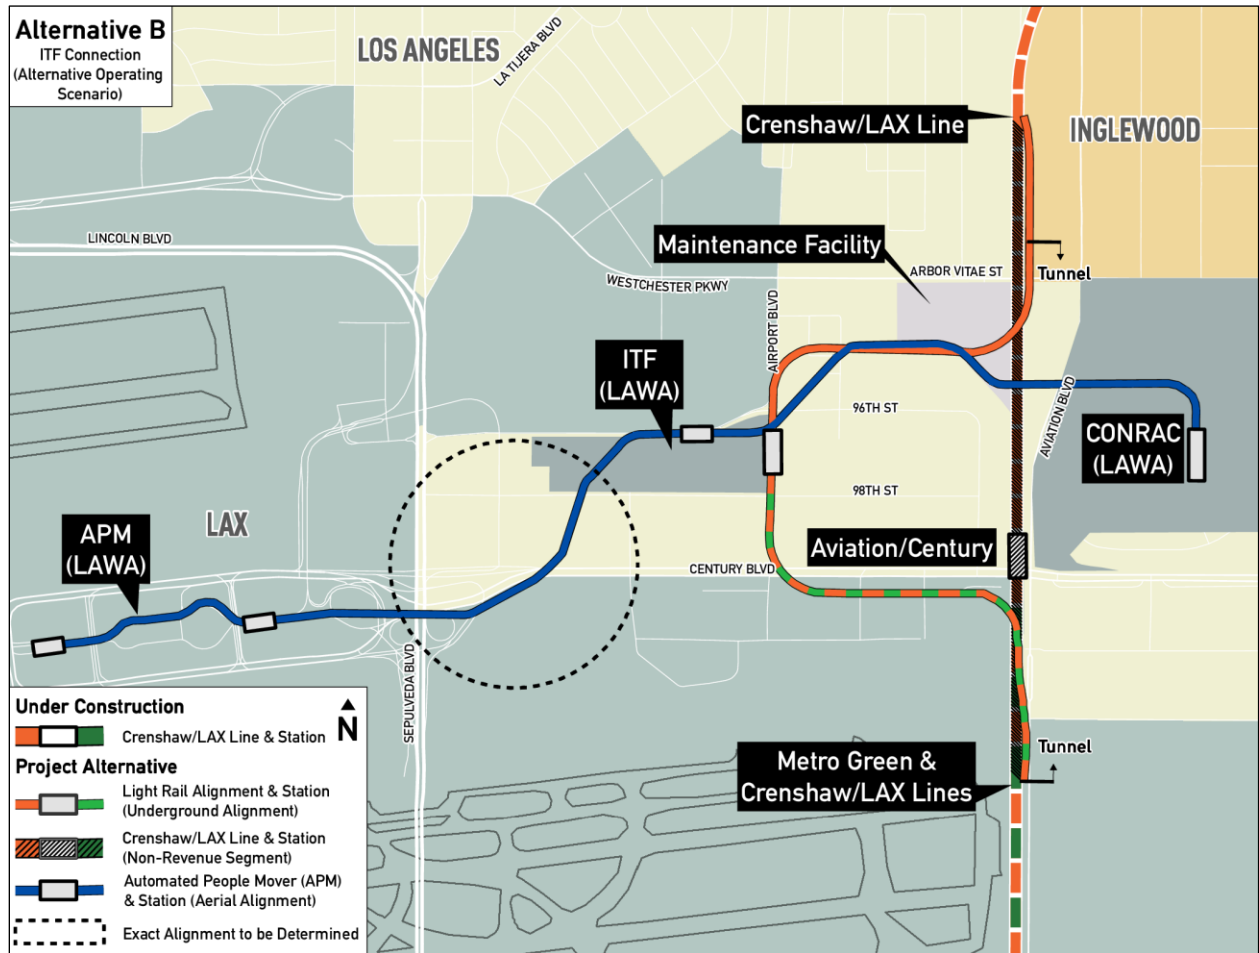 Alternative B
ITF Connection
(Alternative Operating
Scenario)
LOS ANGELES
LA TIJERA BLVD
Crenshaw/LAX Line
INGLEWOOD
LINCOLN BLVD
Maintenance Facility
WESTCHESTER PKWY
ARBOR VITAE ST
Tunnel
AIRPORT BLVD
ITF
(LAWA)
96TH ST
AVIATION BLVD
CONRAC
(LAWA)
98TH ST
LAX
APM
(LAWA)
Aviation/Century
CENTURY BLVD
SEPULVEDA BLVD
Tunnel
Metro Green &
Crenshaw/LAX Lines
Under Construction
N
Crenshaw/LAX Line & Station
Project Alternative
Light Rail Alignment & Station
(Underground Alignment)
Crenshaw/LAX Line & Station
(Non-Revenue Segment)
Automated People Mover (APM)
& Station (Aerial Alignment)
Exact Alignment to be Determined